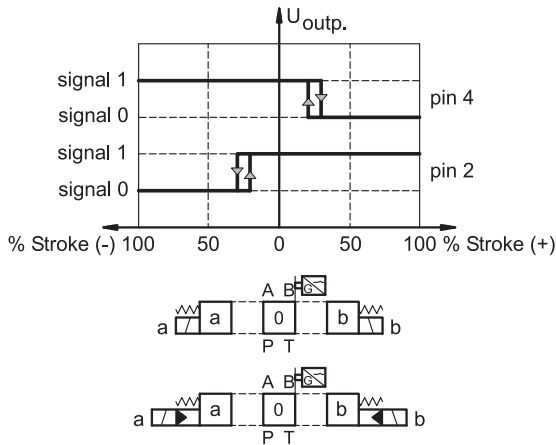 U outp.
signal 1
signal 0
pin 4
signal 1
signal 0
pin 2
% Stroke (-) 100 50 0 50 100 % Stroke (+)
A B G
a a 0 b b
P T
A B G
a a 0 b b
P T